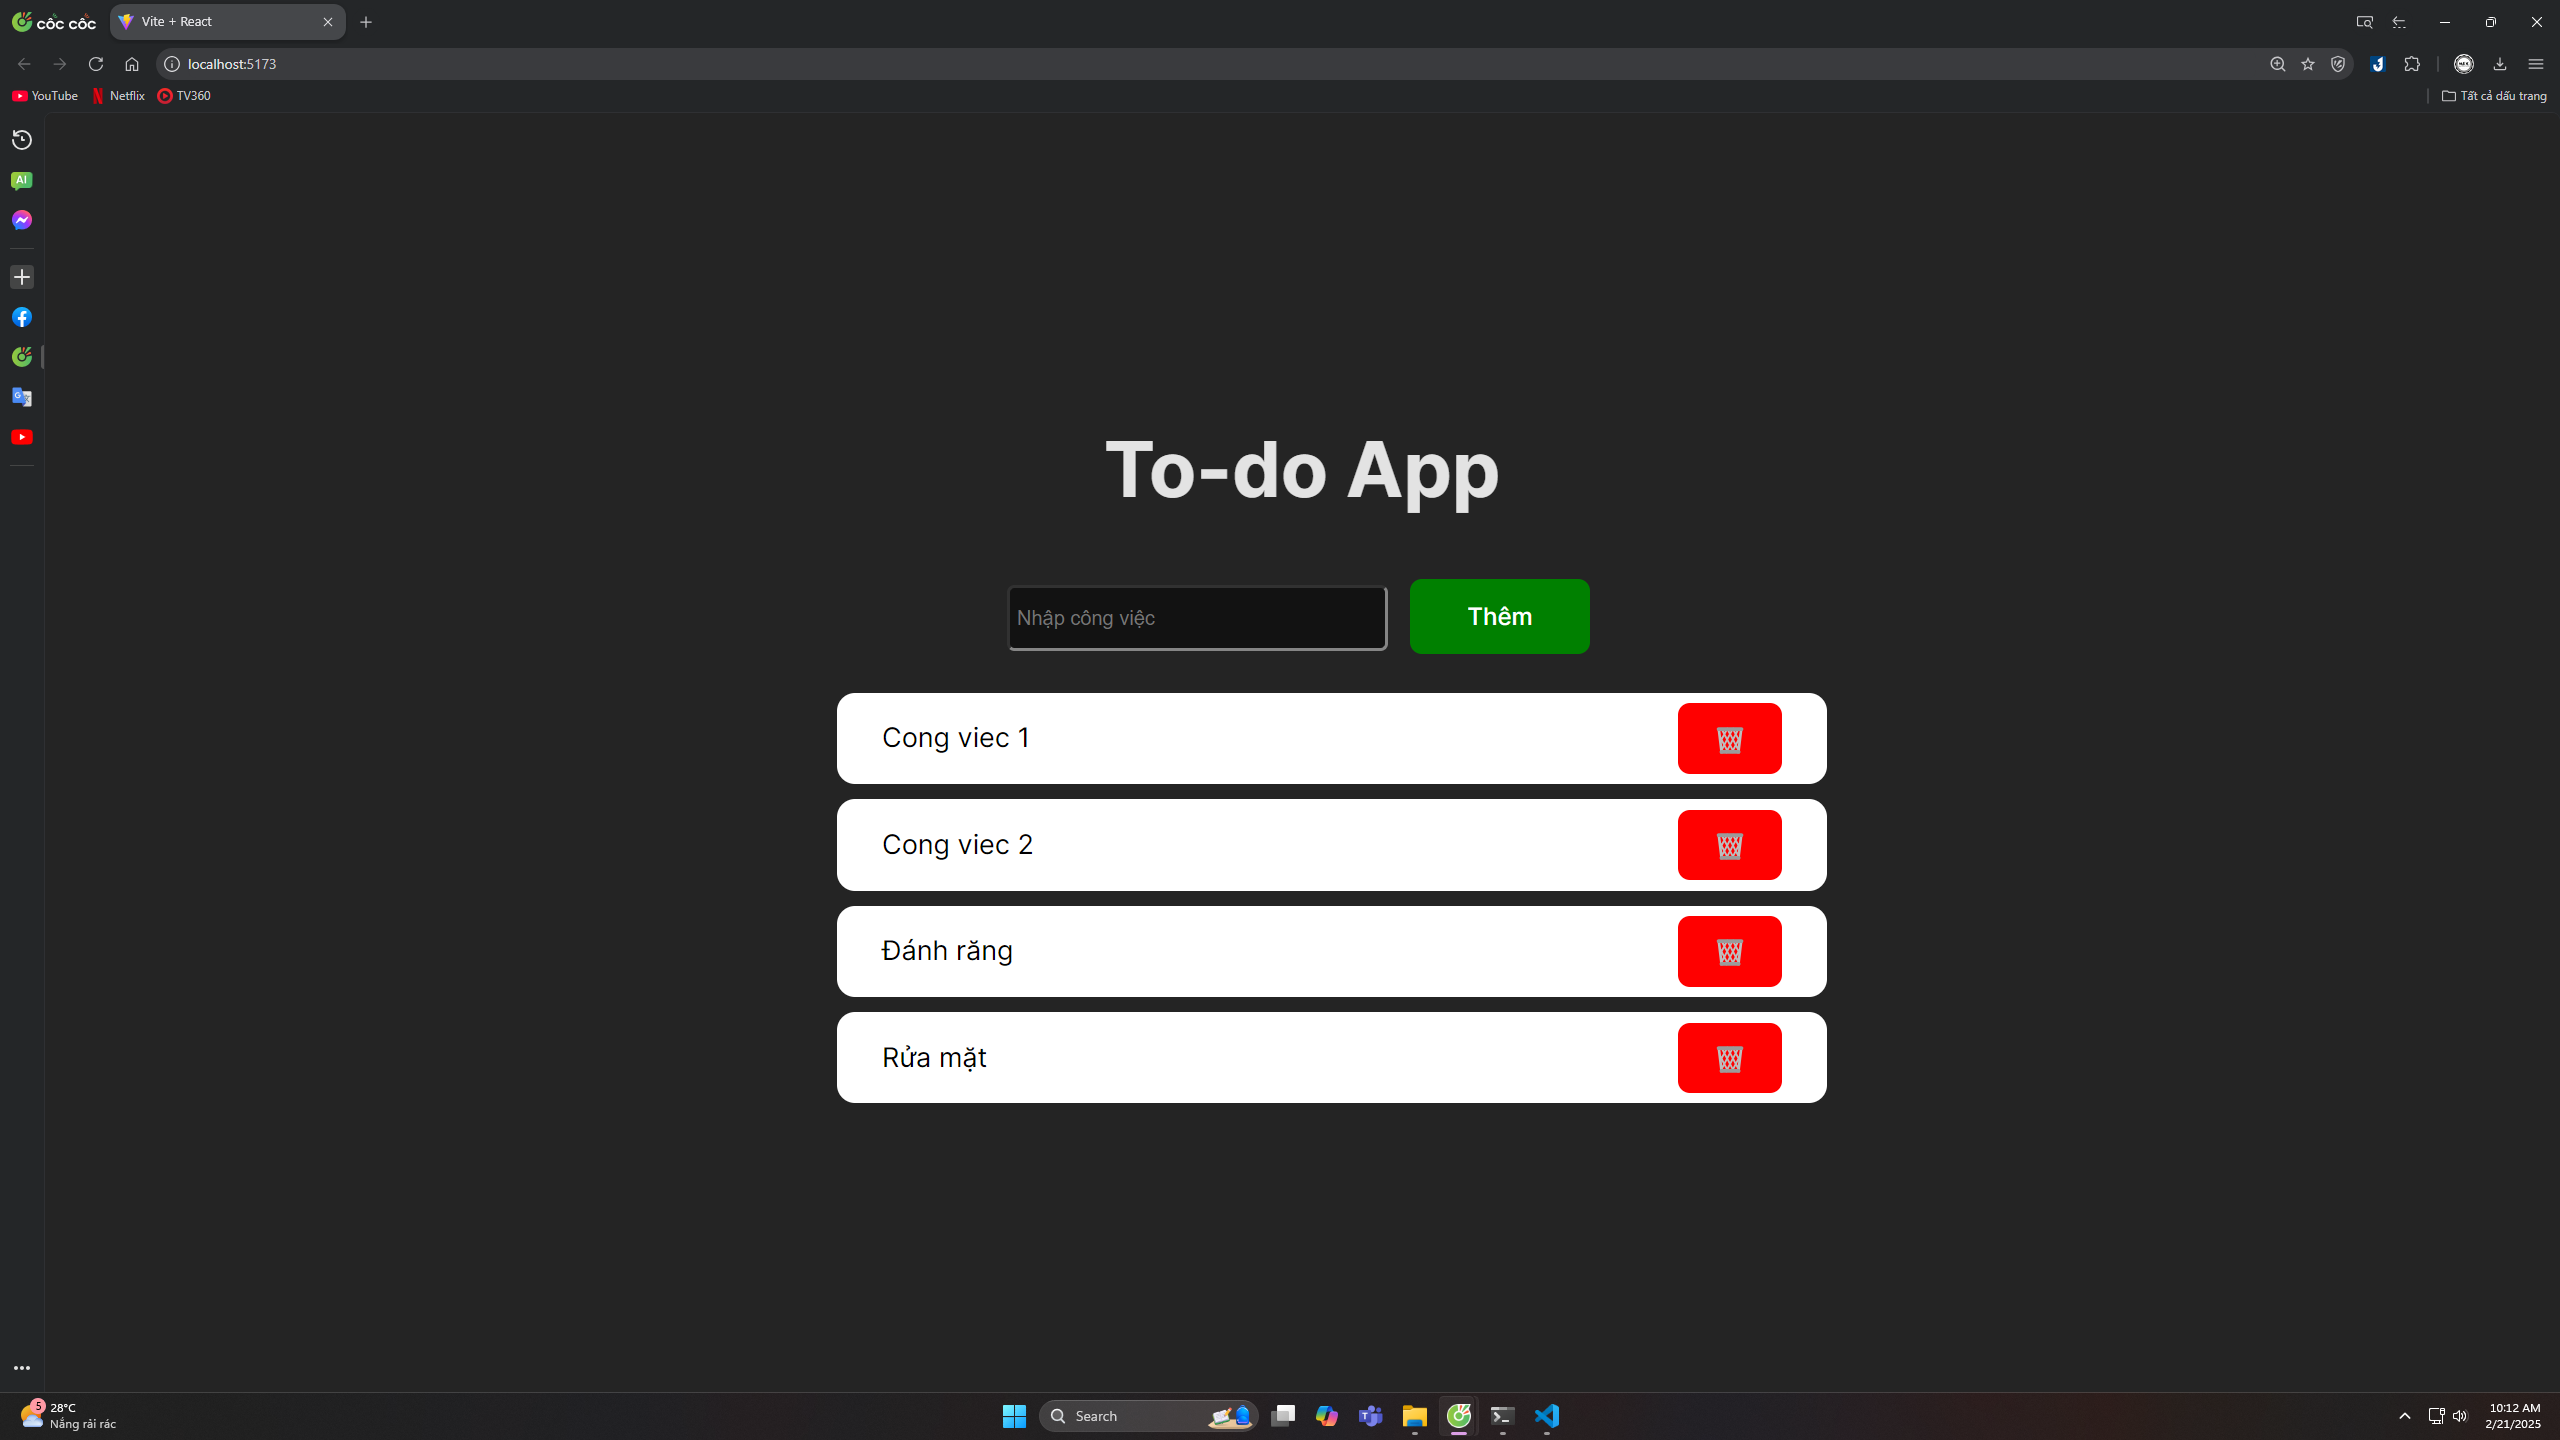 cốc cốc
Vite + React
localhost:5173
YouTube
Netflix
TV360
Tất cả dấu trang
AI
To-do App
Nhập công việc
Thêm
Cong viec 1
Cong viec 2
Đánh răng
Rửa mặt
5
28°C
Nắng rải rác
Search
10:12 AM
2/21/2025